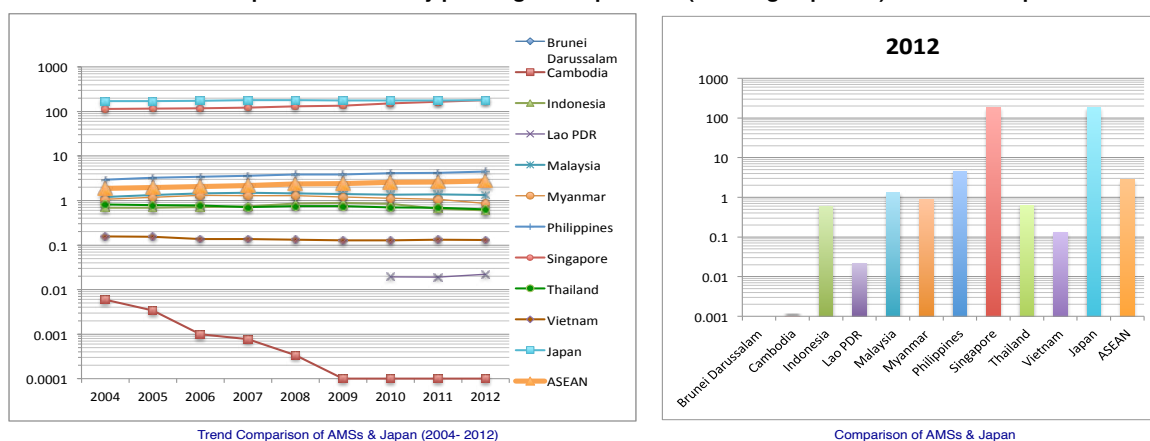 1000
100
10
1
0.1
0.01
0.001
0.0001
2004 2005 2006 2007 2008 2009 2010 2011 2012
Brunei
Darussalam
Cambodia
Indonesia
Lao PDR
Malaysia
Myanmar
Philippines
Singapore
Thailand
Vietnam
Japan
ASEAN
Trend Comparison of AMSs & Japan (2004- 2012)
2012
1000
100
10
1
0.1
0.01
0.001
Brunei Darussalam
Cambodia
Indonesia
Lao PDR
Malaysia
Myanmar
Philippines
Singapore
Thailand
Vietnam
Japan
ASEAN
Comparison of AMSs & Japan